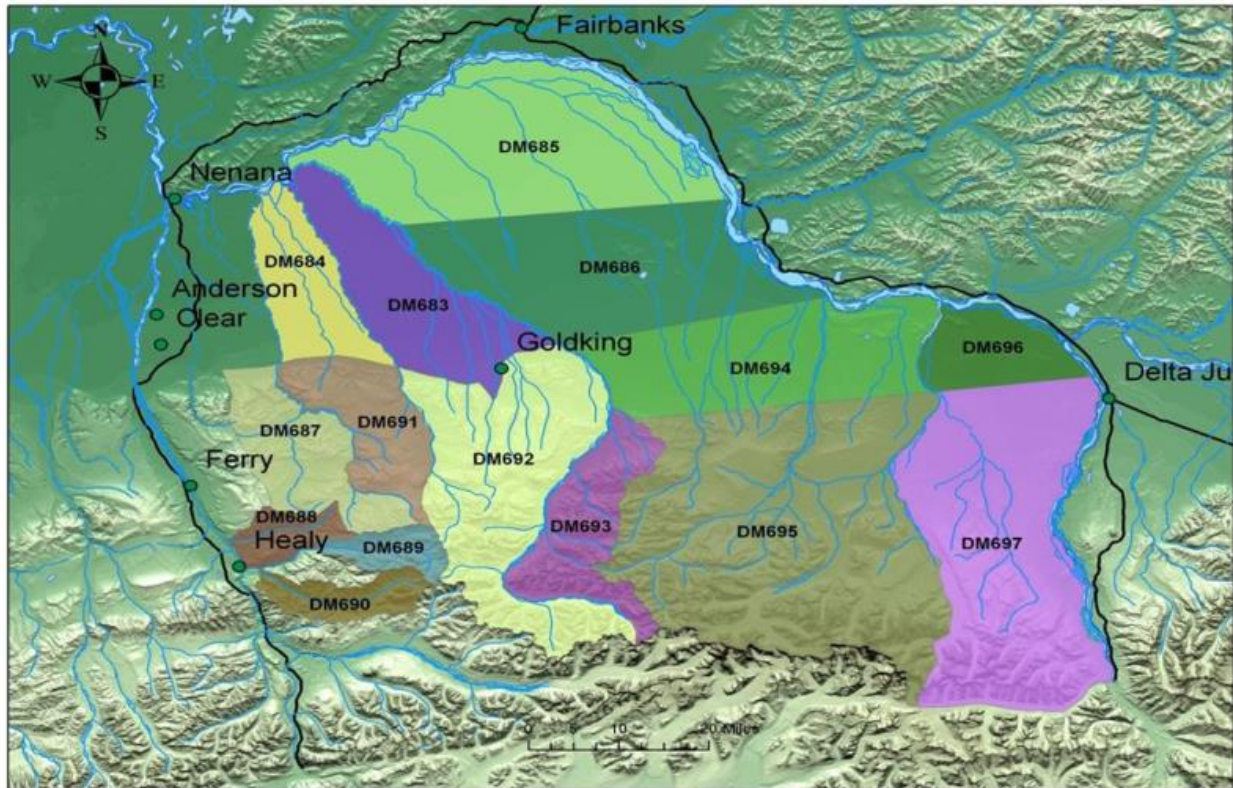 Fairbanks
N
W E
S
DM685
Nenana
DM684
DM686
DM683
Anderson
Clear
Goldking
DM696
DM694
Delta Ju
DM691
DM687
DM692
Ferry
DM688
DM693
DM695
DM697
Healy
DM689
DM690
0 5 10 20 Miles